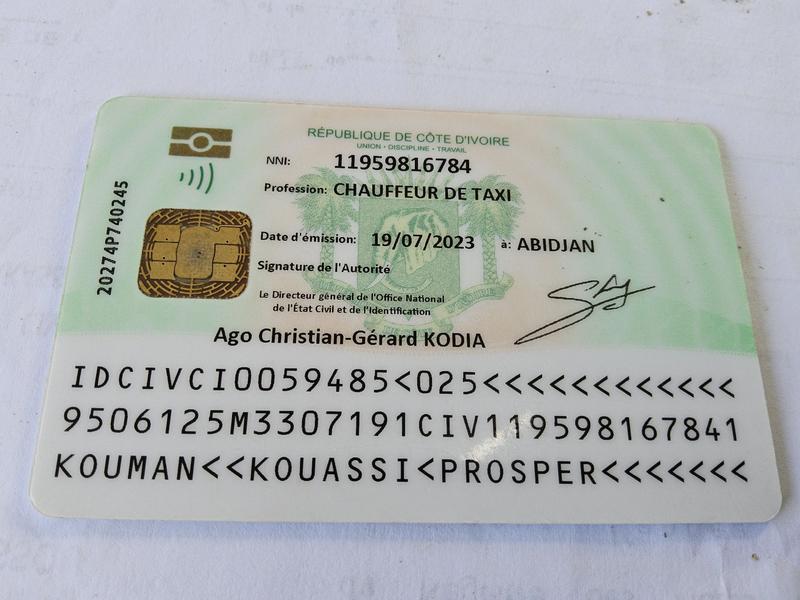 RÉPUBLIQUE DE CÔTE D'IVOIRE
UNION • DISCIPLINE • TRAVAIL
NNI: 11959816784
Profession: CHAUFFEUR DE TAXI
20274P740245
Date d'émission: 19/07/2023 à: ABIDJAN
Signature de l'Autorité
Le Directeur général de l'Office National
de l'État Civil et de l'Identification
Ago Christian-Gérard KODIA
IDCIVCI0059485<025<<<<<<<<<<<<
9506125M3307191CIV119598167841
KOUMAN<<KOUASSI<PROSPER<<<<<<<